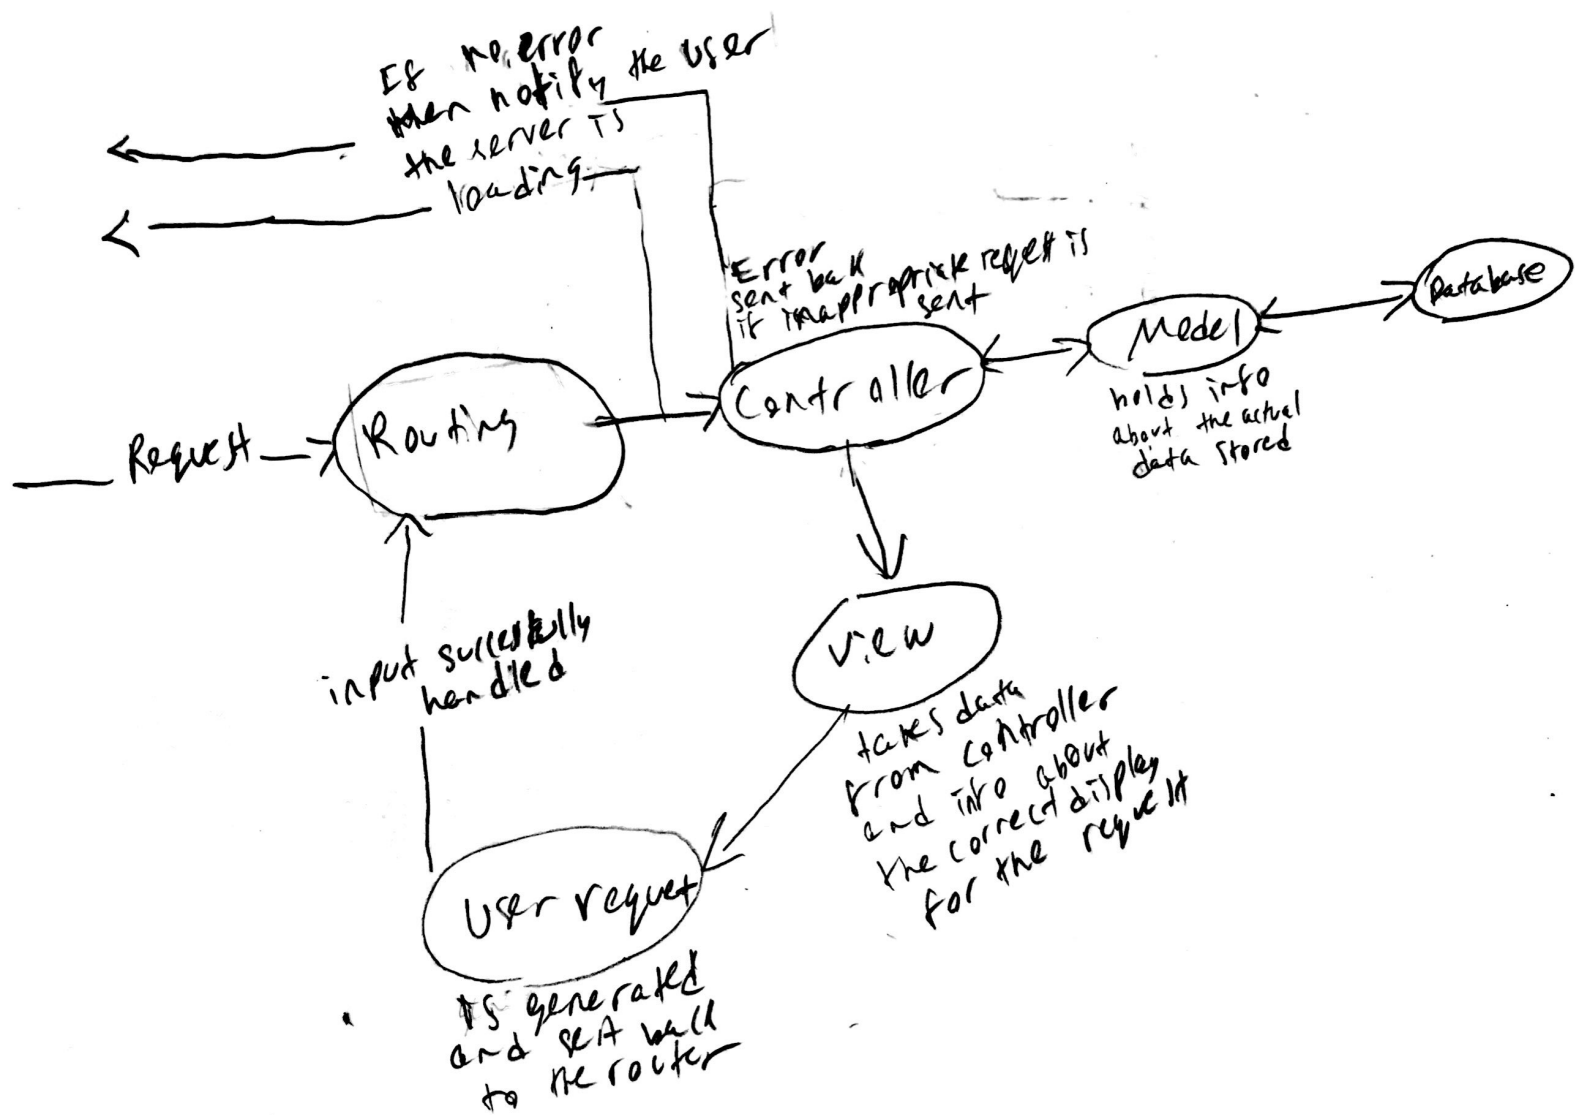 If no error
then notify the user
the server is
loading
Error
sent back
if inappropriate request is
sent
Database
Model
holds info
about the actual
data stored
Controller
Routing
Request
View
takes data
from controller
and info about
the correct display
for the request
input successfully
handled
User requet
Is generated
and sent back
to the router